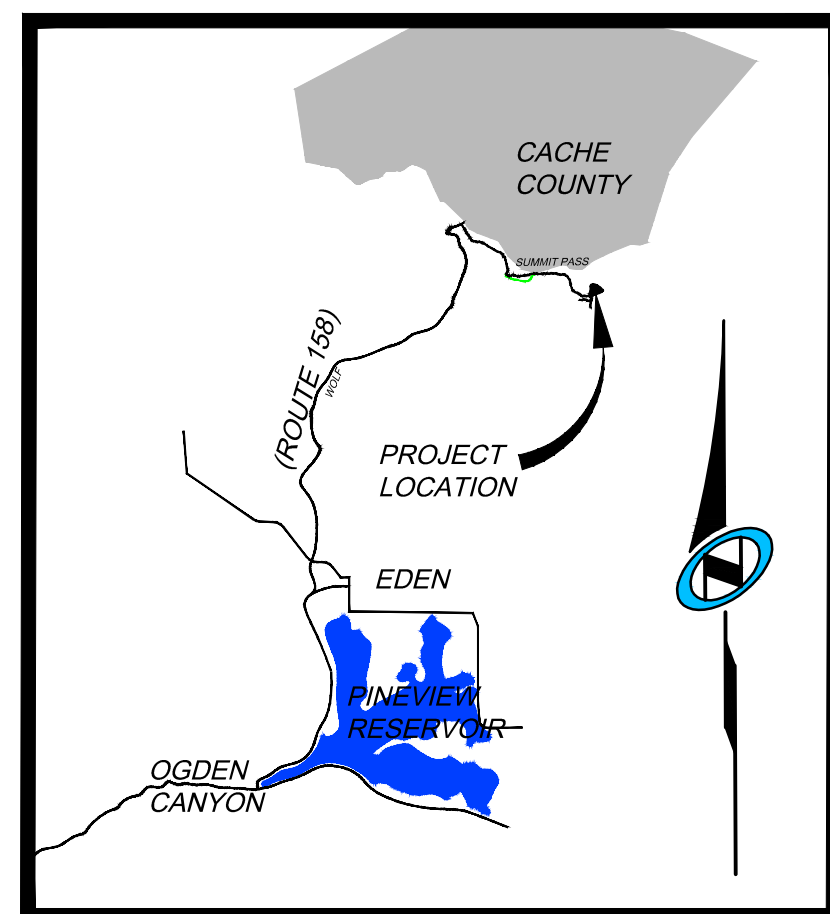 CACHE
COUNTY
SUMMIT PASS
(ROUTE 158)
WOLF
PROJECT
LOCATION
EDEN
N
PINEVIEW
RESERVOIR
OGDEN
CANYON